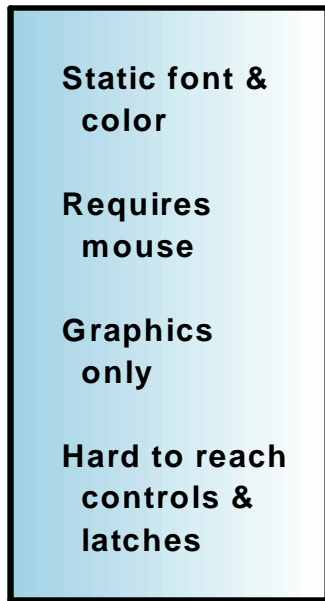 Static font &
color
Requires
mouse
Graphics
only
Hard to reach
controls &
latches